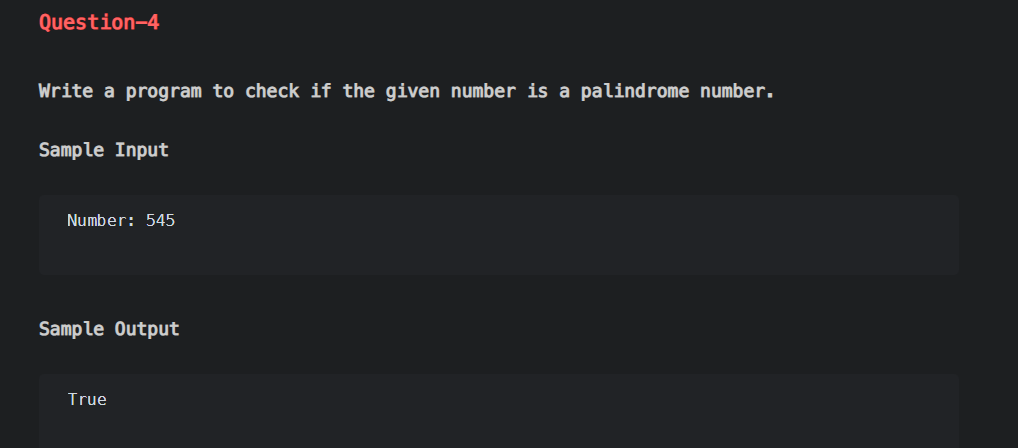 Question–4
Write a program to check if the given number is a palindrome number.
Sample Input
Number: 545
Sample Output
True